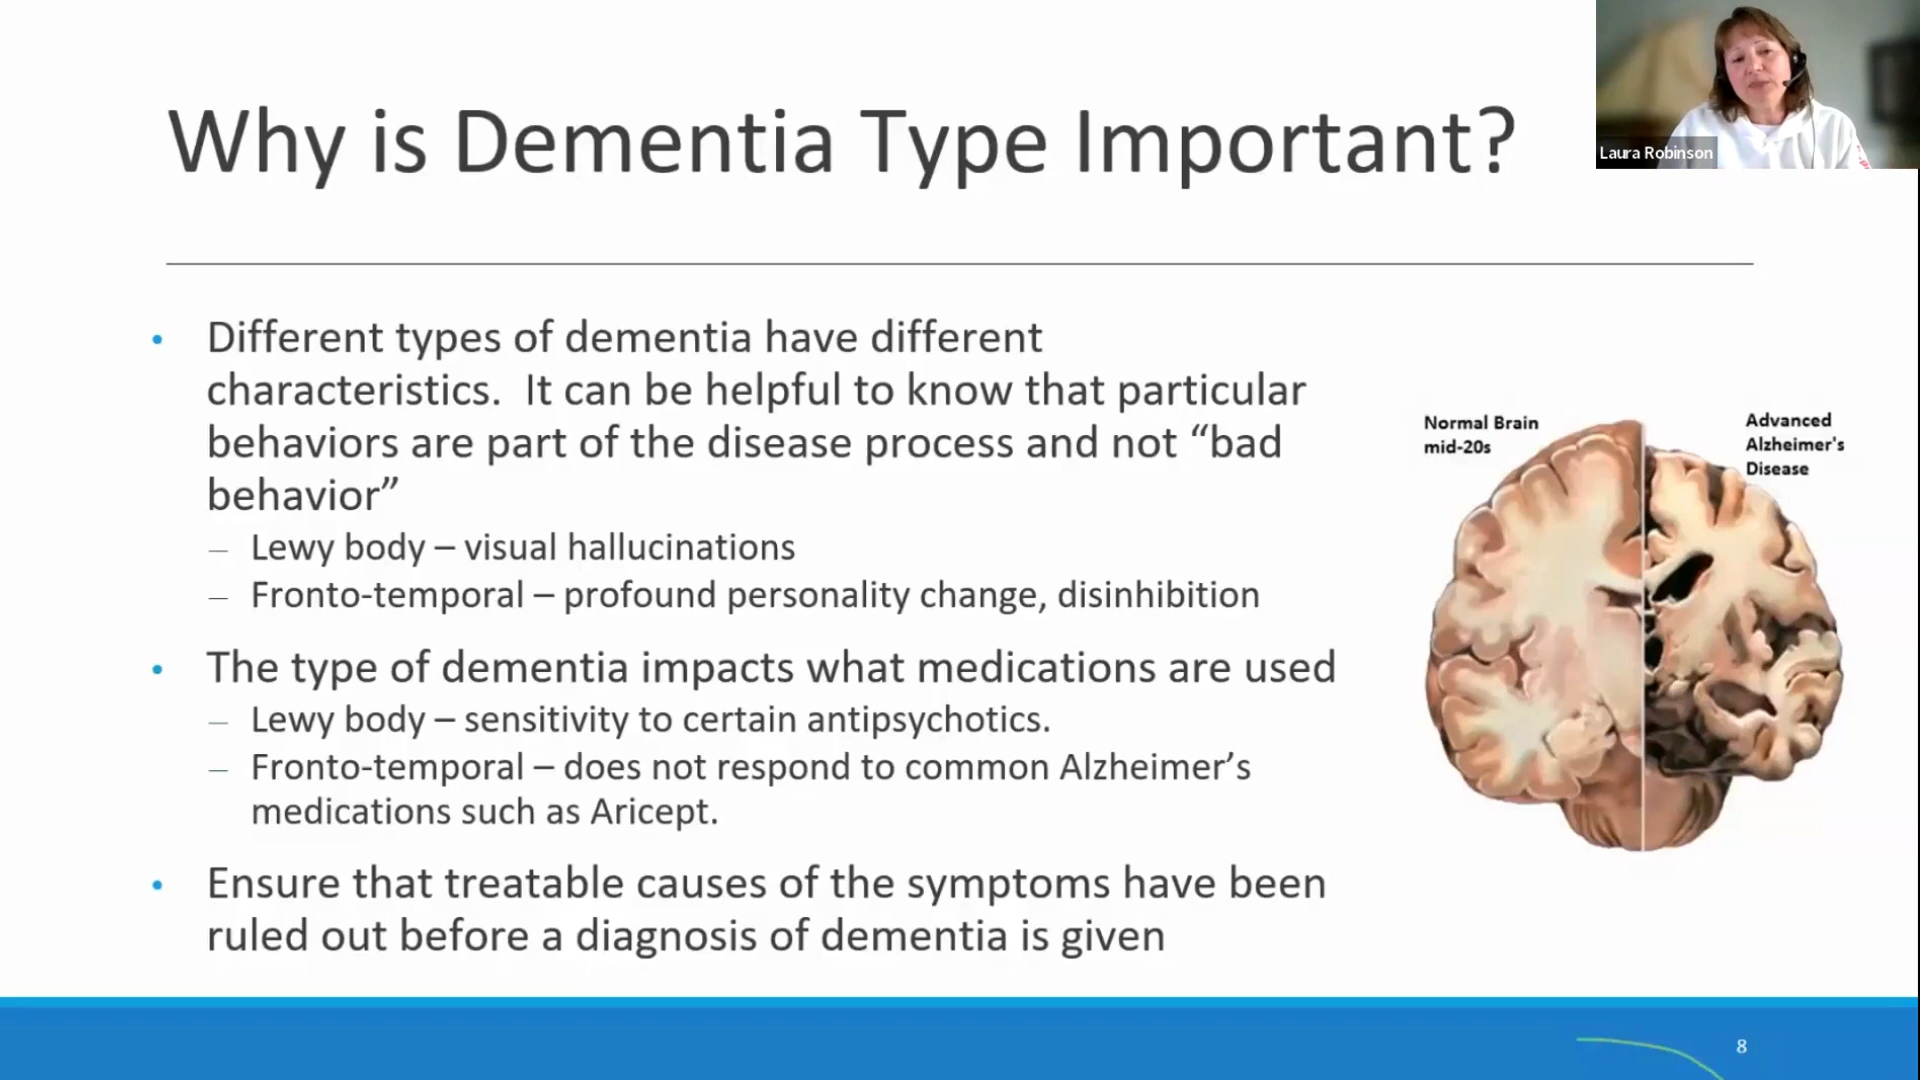 Why is Dementia Type Important?
Laura Robinson
• Different types of dementia have different
characteristics.  It can be helpful to know that particular
behaviors are part of the disease process and not “bad
behavior”
– Lewy body – visual hallucinations
– Fronto-temporal – profound personality change, disinhibition
• The type of dementia impacts what medications are used
– Lewy body – sensitivity to certain antipsychotics.
– Fronto-temporal – does not respond to common Alzheimer’s
medications such as Aricept.
• Ensure that treatable causes of the symptoms have been
ruled out before a diagnosis of dementia is given
Normal Brain
mid-20s
Advanced
Alzheimer's
Disease
8